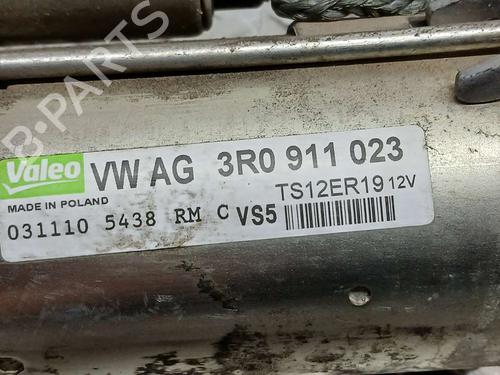 B-PARTS
Valeo VW AG 3R0 911 023
MADE IN POLAND TS12ER19 12V
031110 5438 RM C VS5